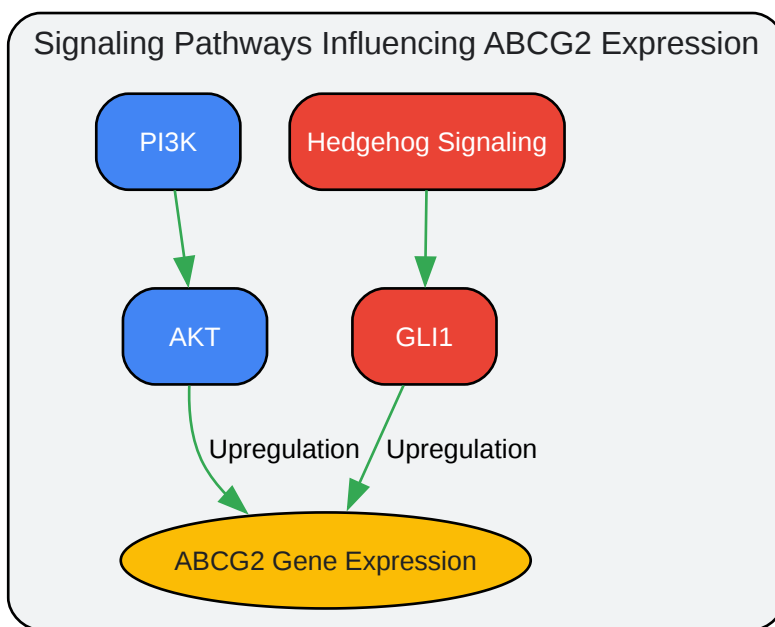 Signaling Pathways Influencing ABCG2 Expression
PI3K
Hedgehog Signaling
AKT
GLI1
Upregulation
Upregulation
ABCG2 Gene Expression